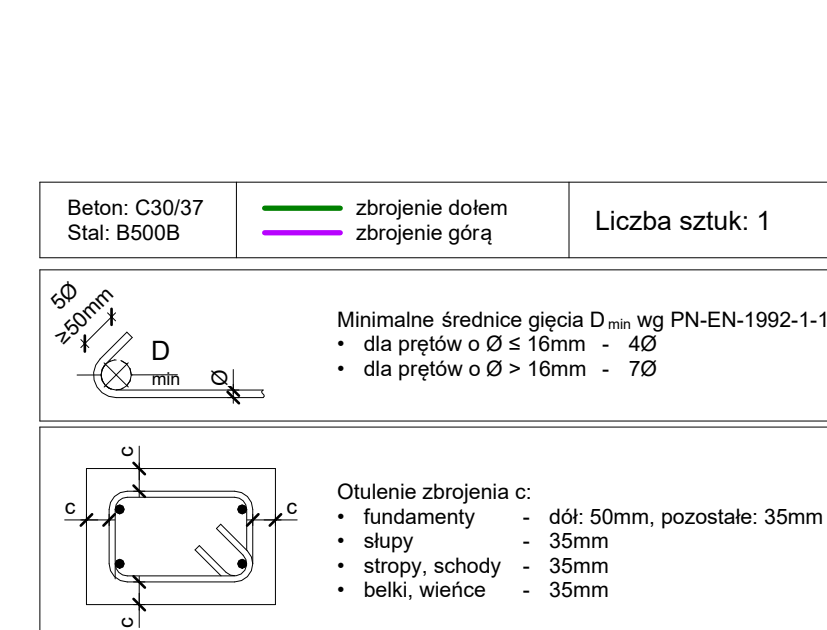 Beton: C30/37
Stal: B500B
zbrojenie dołem
zbrojenie górą
Liczba sztuk: 1
5Ø
≥50mm
D
min
Ø
Minimalne średnice gięcia D min wg PN-EN-1992-1-1
• dla prętów o Ø ≤ 16mm - 4Ø
• dla prętów o Ø > 16mm - 7Ø
c
c
c
c
Otulenie zbrojenia c:
• fundamenty - dół: 50mm, pozostałe: 35mm
• słupy - 35mm
• stropy, schody - 35mm
• belki, wieńce - 35mm